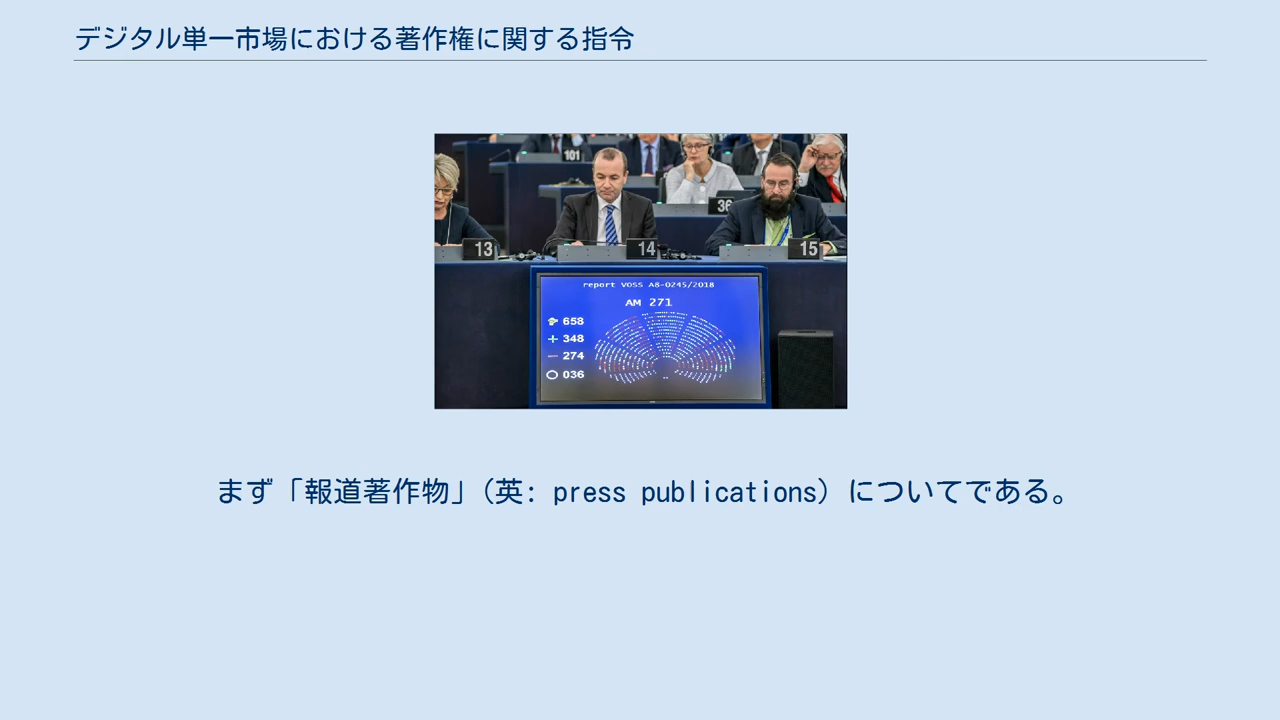 デジタル単一市場における著作権に関する指令
101
36
13
14
15
report VOSS A8-0245/2018
AM 271
658
+ 348
- 274
036
まず「報道著作物」(英: press publications) についてである。